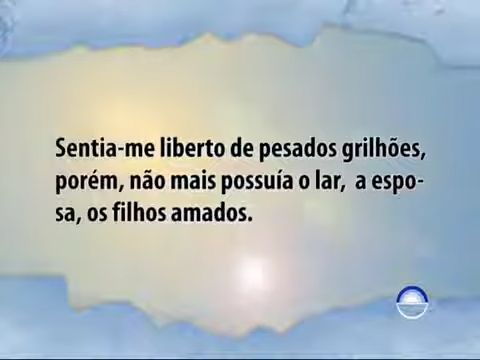 Sentia-me liberto de pesados grilhões,
porém, não mais possuía o lar,  a espo-
sa, os filhos amados.